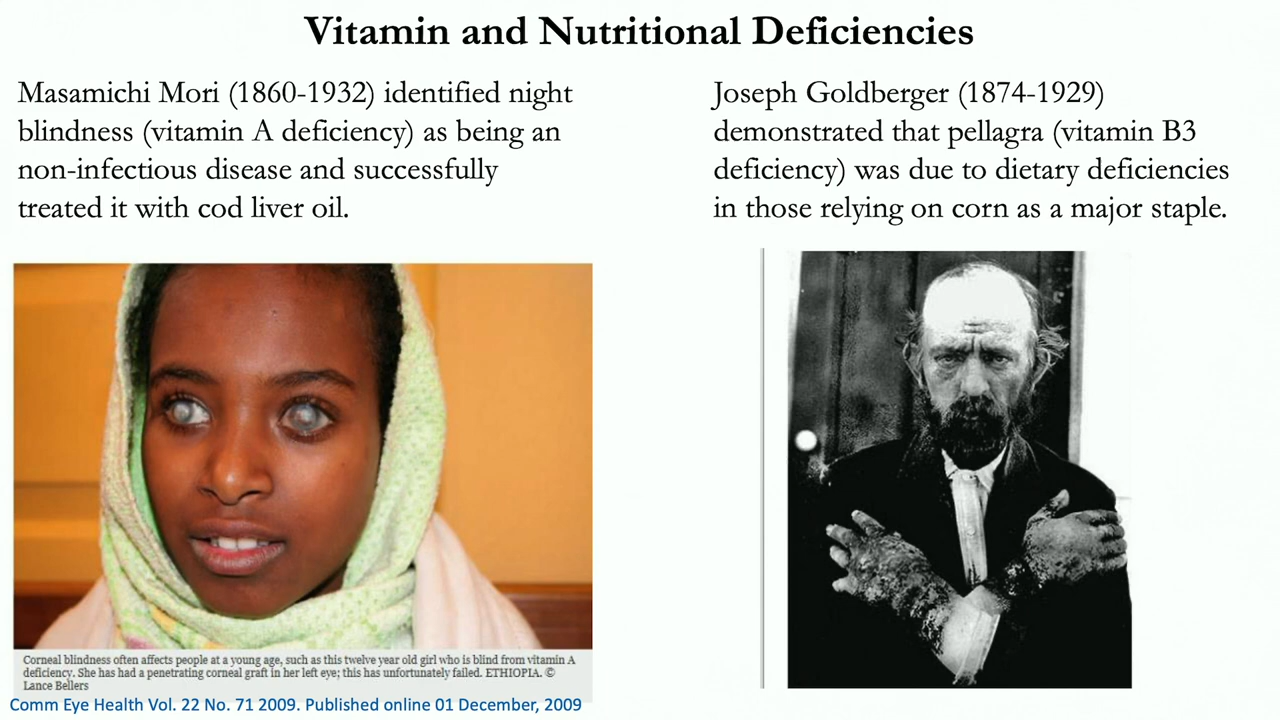 Vitamin and Nutritional Deficiencies
Masamichi Mori (1860-1932) identified night
blindness (vitamin A deficiency) as being an
non-infectious disease and successfully
treated it with cod liver oil.
Joseph Goldberger (1874-1929)
demonstrated that pellagra (vitamin B3
deficiency) was due to dietary deficiencies
in those relying on corn as a major staple.
Corneal blindness often affects people at a young age, such as this twelve year old girl who is blind from vitamin A
deficiency. She has had a penetrating corneal graft in her left eye; this has unfortunately failed. ETHIOPIA. ©
Lance Bellers
Comm Eye Health Vol. 22 No. 71 2009. Published online 01 December, 2009